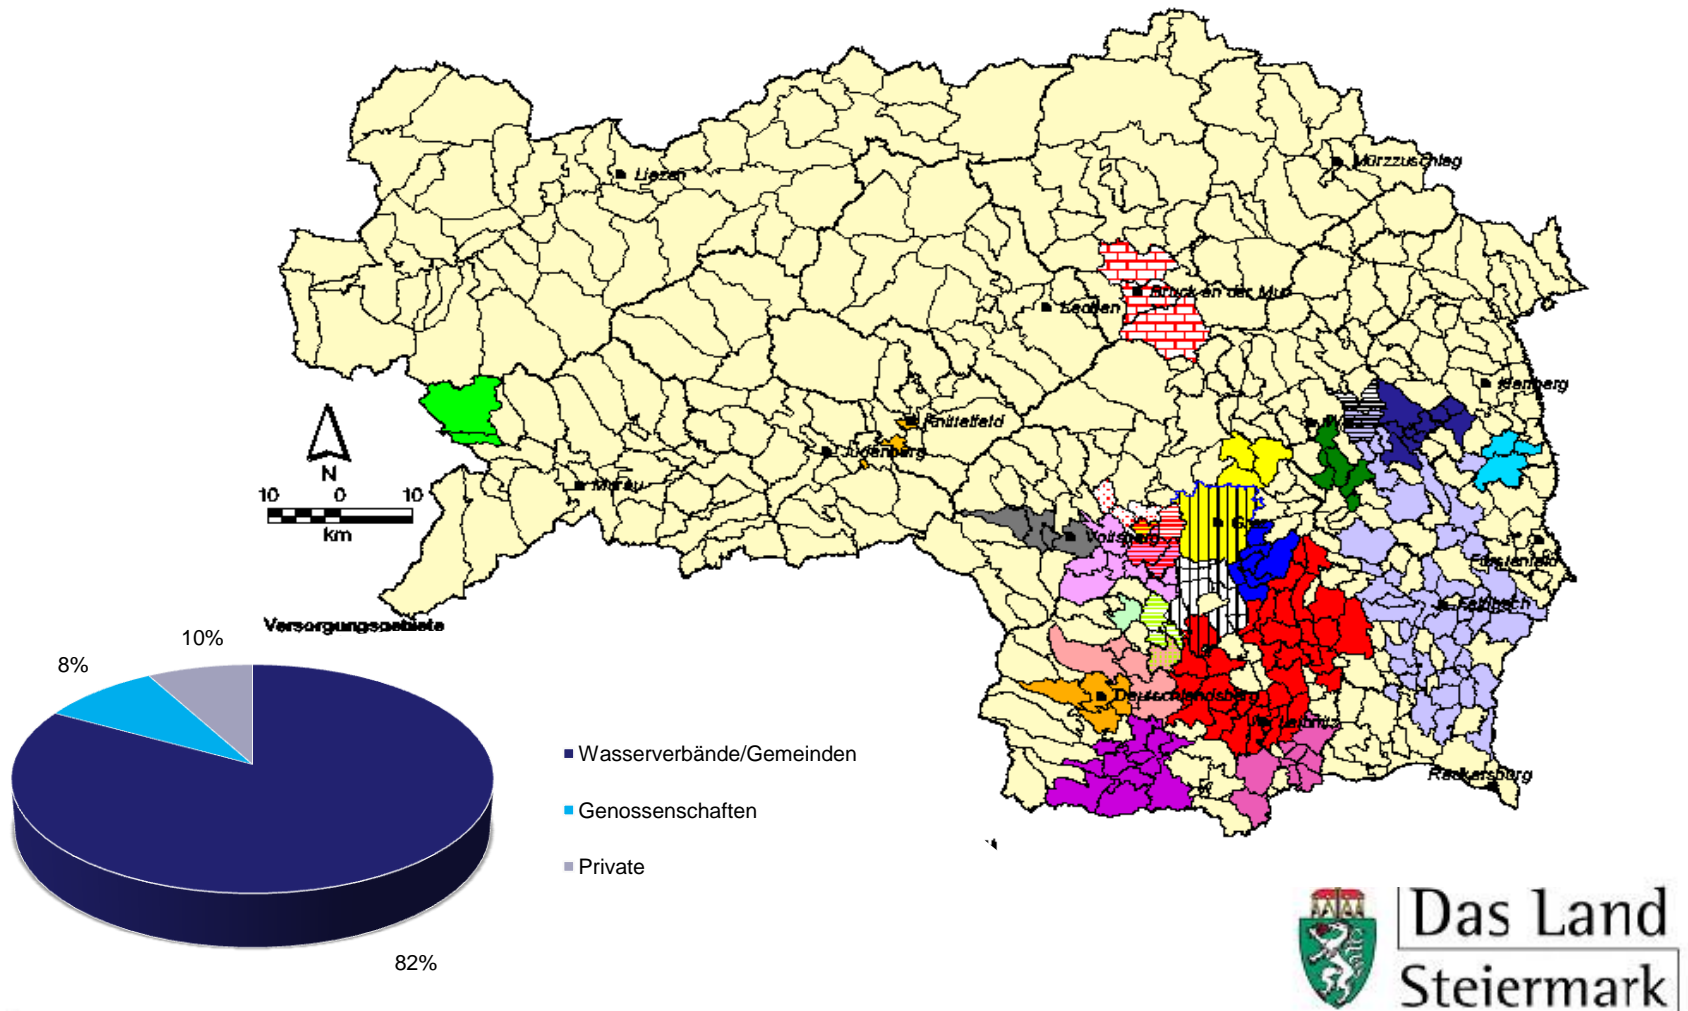 Mürzzuschlag
Liezen
Bruck an der Mur
Leoben
Hartberg
Knittelfeld
Judenburg
N
Murau
10 0 10
km
Graz
Voitsberg
Fürstenfeld
Feldbach
Versorgungsgebiete
10%
8%
Deutschlandsberg
Leibnitz
Radkersburg
Wasserverbände/Gemeinden
Genossenschaften
Private
82%
Das Land
Steiermark